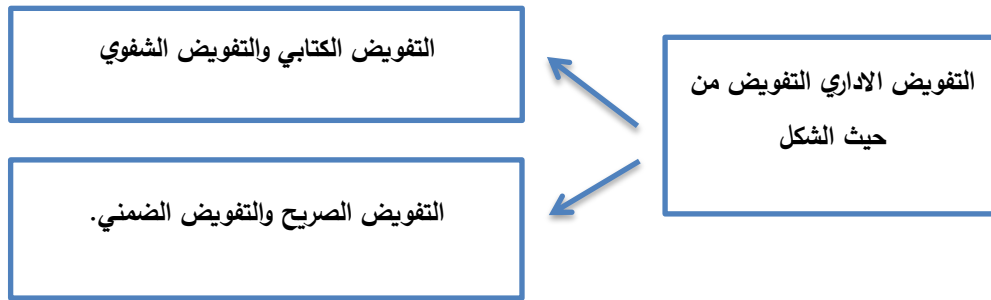 التفويض الاداري التفويض من
حيث الشكل
التفويض الكتابي والتفويض الشفوي
التفويض الصريح والتفويض الضمني.